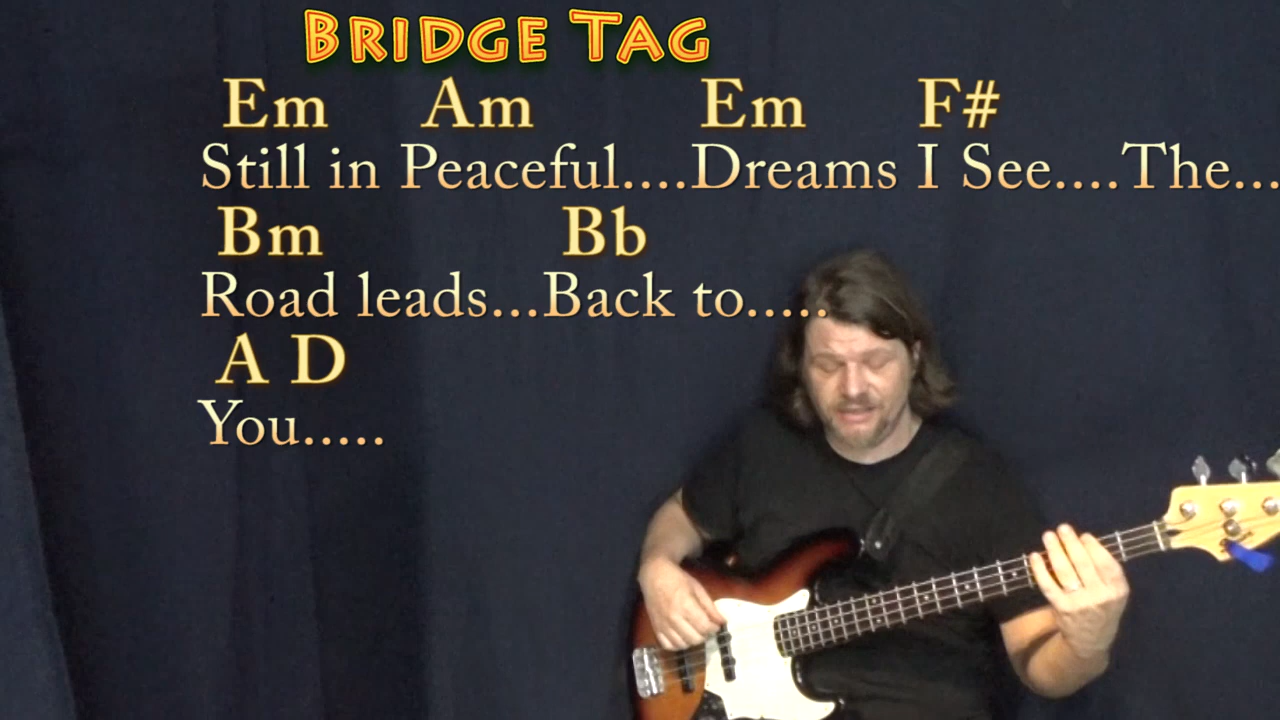 BRIDGE TAG
Em Am Em F#
Still in Peaceful....Dreams I See....The...
Bm Bb
Road leads...Back to.....
A D
You.....